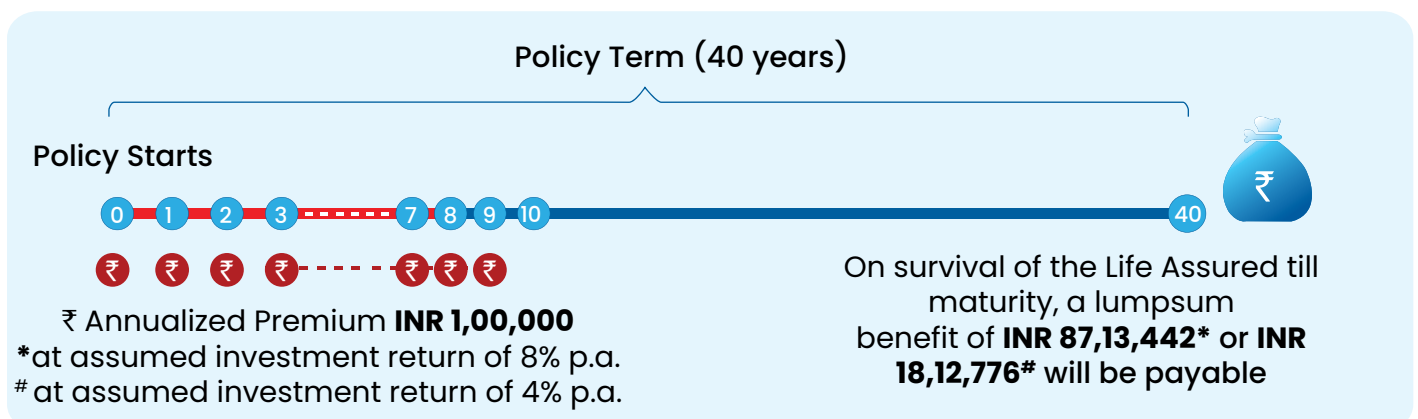 Policy Term (40 years)
Policy Starts
₹
0 1 2 3 7 8 9 10 40
₹ ₹ ₹ ₹ ₹ ₹ ₹
₹ Annualized Premium INR 1,00,000
*at assumed investment return of 8% p.a.
# at assumed investment return of 4% p.a.
On survival of the Life Assured till
maturity, a lumpsum
benefit of INR 87,13,442* or INR
18,12,776# will be payable